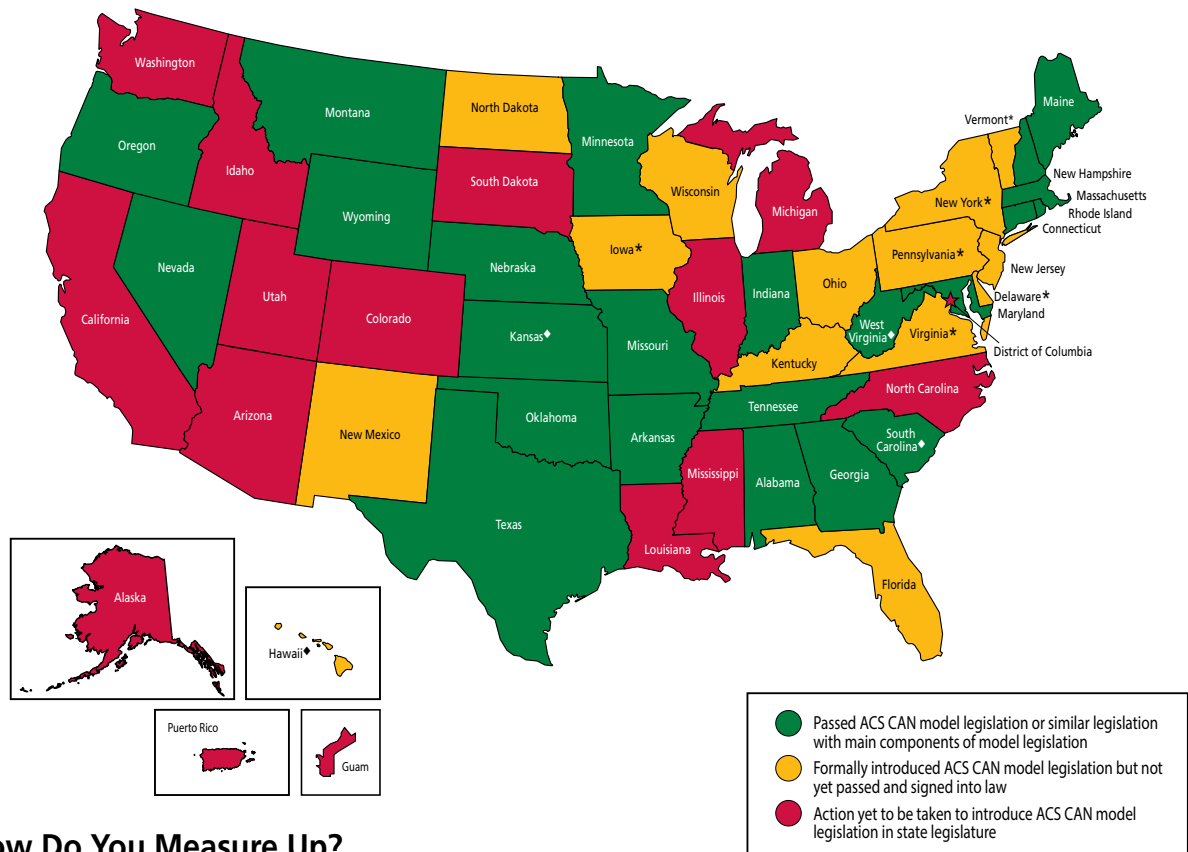 Washington
Montana
North Dakota
Minnesota
Maine
Vermont*
Oregon
Idaho
South Dakota
Wisconsin
Michigan
New York*
New Hampshire
Massachusetts
Rhode Island
Connecticut
Wyoming
Iowa*
Pennsylvania*
New Jersey
Nevada
Nebraska
Utah
Illinois
Indiana
Ohio
Delaware*
Maryland
California
Colorado
Kansas♦
Missouri
West
Virginia♦
Virginia*
District of Columbia
Kentucky
Arizona
New Mexico
Oklahoma
Arkansas
Tennessee
North Carolina
South
Carolina♦
Mississippi
Alabama
Georgia
Texas
Louisiana
Florida
Alaska
Hawaii♦
Puerto Rico
Guam
Passed ACS CAN model legislation or similar legislation
with main components of model legislation
Formally introduced ACS CAN model legislation but not
yet passed and signed into law
Action yet to be taken to introduce ACS CAN model
legislation in state legislature
ow Do You Measure Up?